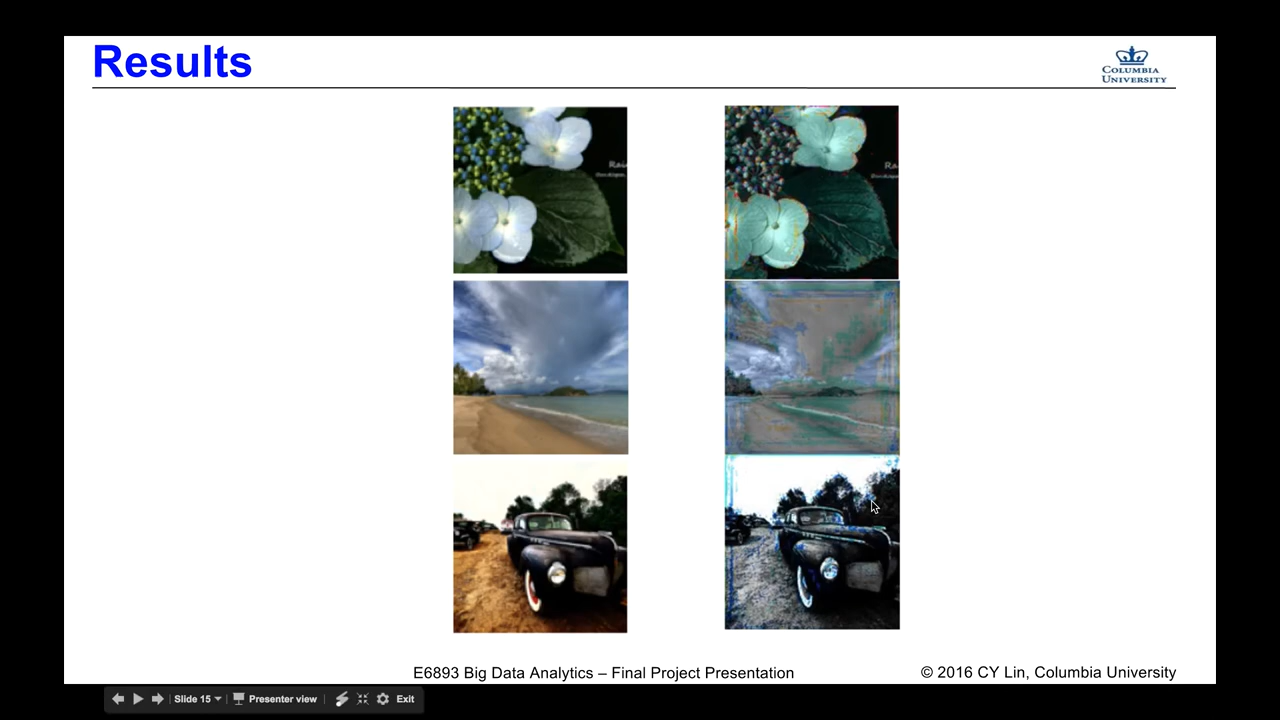 Results
COLUMBIA
UNIVERSITY
E6893 Big Data Analytics – Final Project Presentation
© 2016 CY Lin, Columbia University
Slide 15
Presenter view
Exit